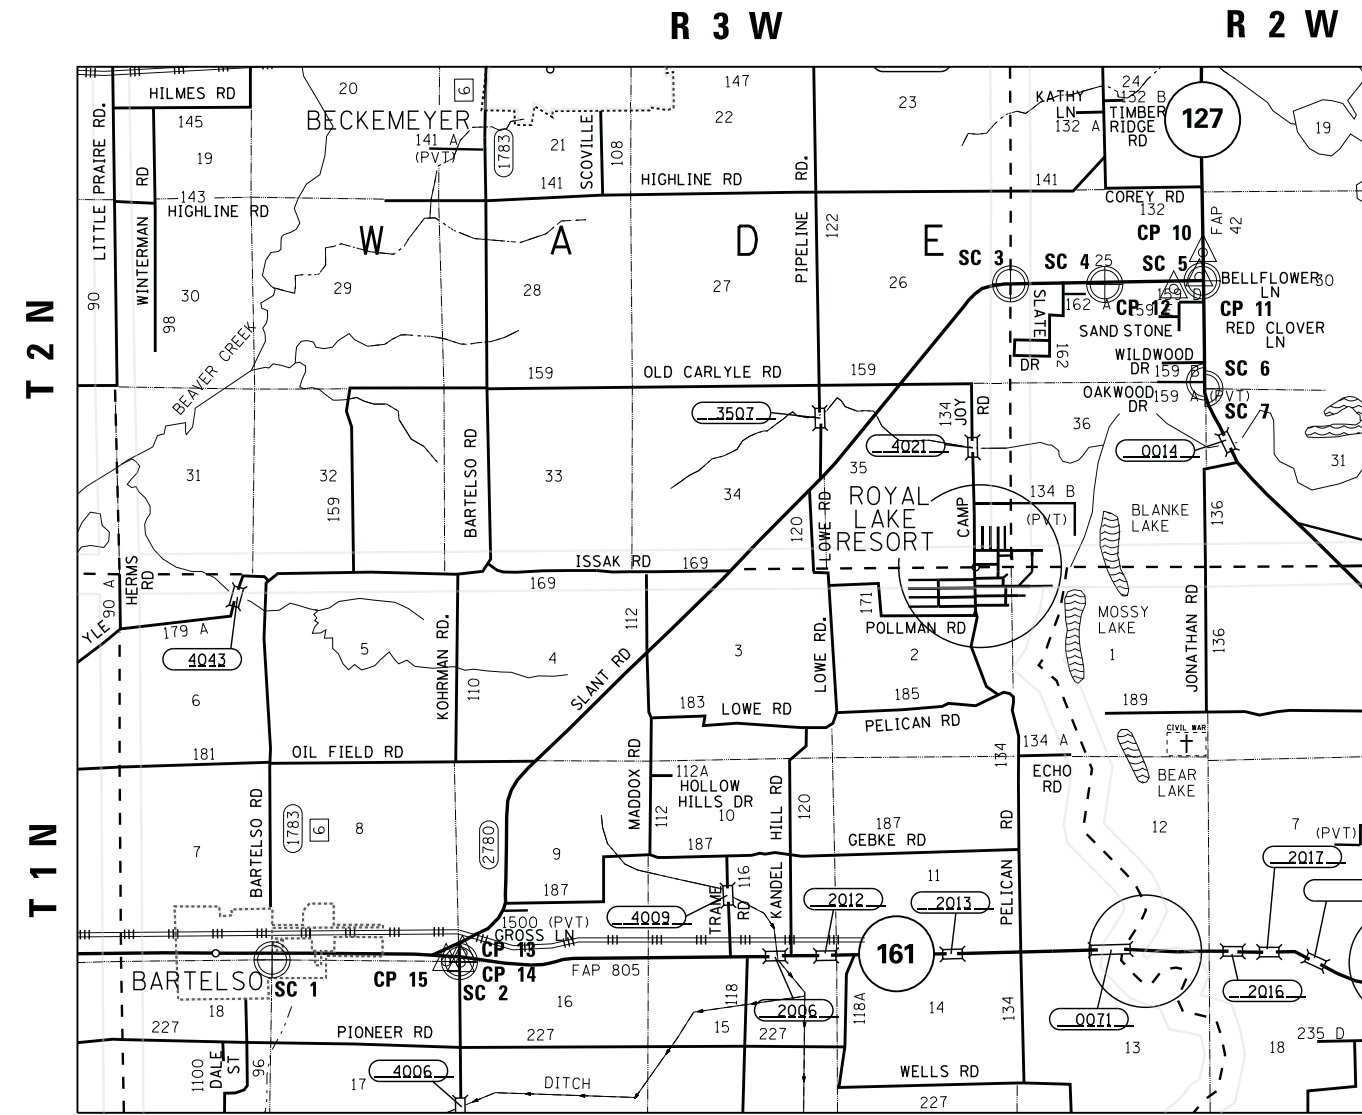 R 3 W
R 2 W
T 2 N
T 1 N
HILMES RD
20
6
147
23
24
KATHY
LN
132 B
132 A
TIMBER
RIDGE
RD
127
19
BECKEMEYER
145
22
141 A
(PVT)
1783
21
SCOVILLE
108
LITTLE PRAIRE RD.
19
WINTERMAN RD
143
HIGHLINE RD
141
HIGHLINE RD
141
PIPELINE RD.
122
COREY RD
132
FAP
42
W A D E
CP 10
SC 3
SC 4
25
SC 5
BELLFLOWER
LN
30
90
30
98
29
28
27
26
162 A
159 D
CP 12
159
CP 11
SLATE
DR
162
SAND STONE
RED CLOVER
LN
BEAVER CREEK
159
OLD CARLYLE RD
159
WILDWOOD
DR
159 B
SC 6
OAKWOOD
DR
159 A (PVT)
SC 7
3507
134
JOY
RD
36
4021
0014
31
32
BARTELSO RD
33
35
31
34
159
120
LOWE RD
ROYAL
LAKE
RESORT
CAMP
134 B
(PVT)
BLANKE
LAKE
136
HERMS
RD
90 A
ISSAK RD
169
169
YLE
179 A
4043
5
KOHRMAN RD.
110
4
112
SLANT RD
3
171
POLLMAN RD
2
LOWE RD.
MOSSY
LAKE
1
JONATHAN RD
136
6
183
LOWE RD
185
PELICAN RD
189
CIVIL WAR
181
OIL FIELD RD
134
134 A
ECHO
RD
BEAR
LAKE
MADDOX RD
112A
HOLLOW
HILLS DR
112
10
HILL RD
120
BARTELSO RD
1783
6
8
2780
7
9
187
187
187
GEBKE RD
RD
12
7
(PVT)
2017
116
TRAME
RD
KANDEL
11
PELICAN
2012
2013
4009
1500 (PVT)
GROSS LN
CP 13
161
BARTELSO
SC 1
CP 15
CP 14
SC 2
FAP 805
16
118
2006
118A
14
134
0071
2016
18
227
PIONEER RD
227
15
227
13
18
235 D
1100
DALE
ST
96
17
4006
DITCH
WELLS RD
227